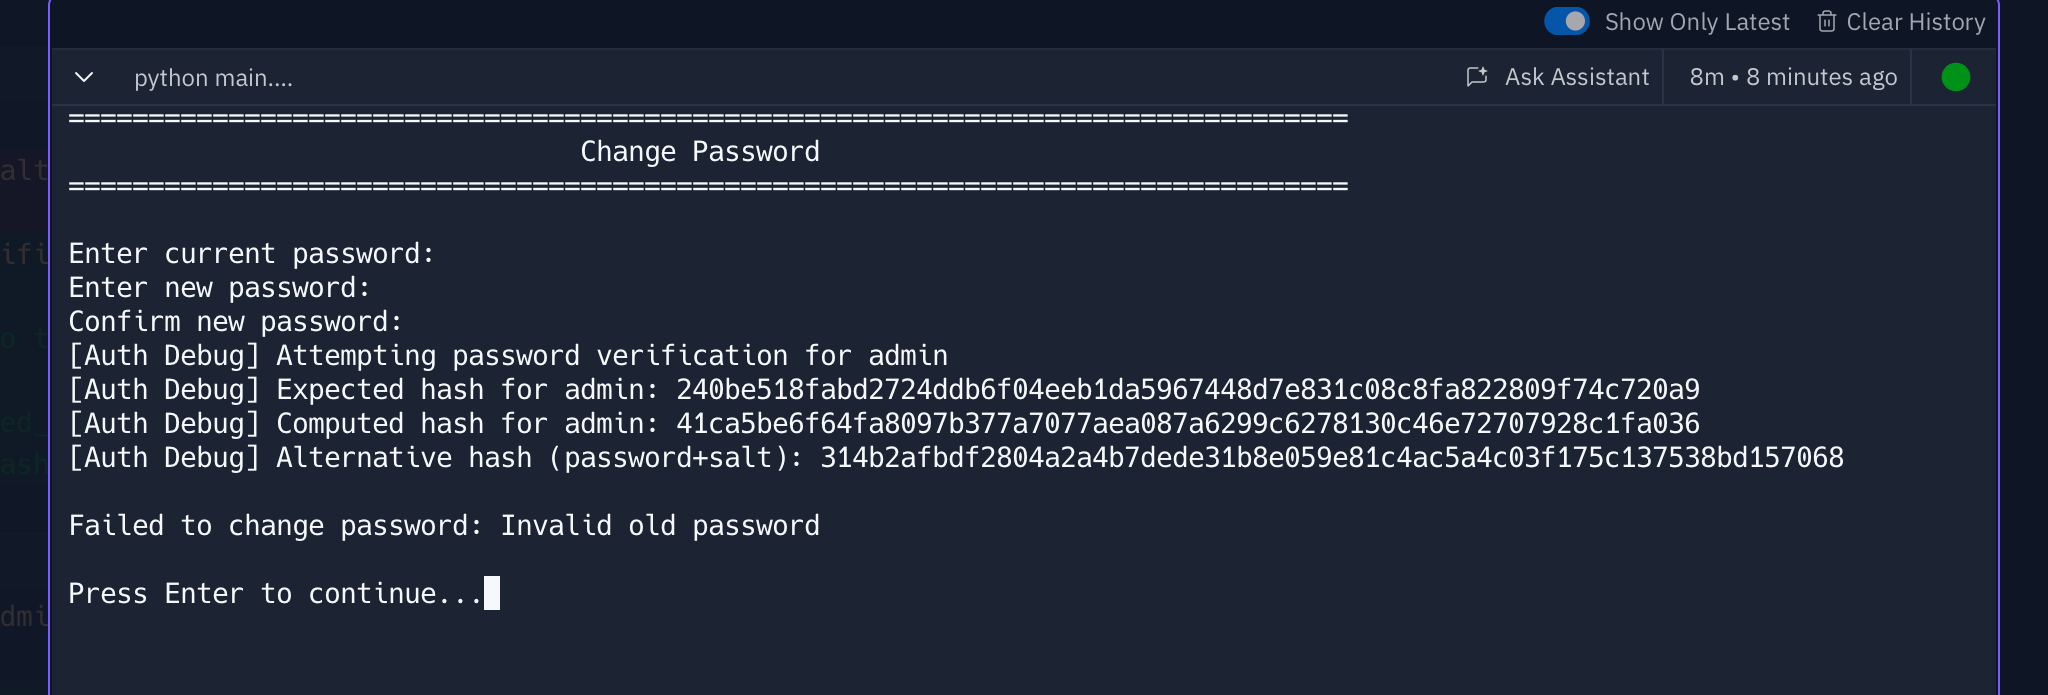 Show Only Latest Clear History
python main.... Ask Assistant 8m • 8 minutes ago
================================================================================
Change Password
================================================================================
Enter current password:
Enter new password:
Confirm new password:
[Auth Debug] Attempting password verification for admin
[Auth Debug] Expected hash for admin: 240be518fabd2724ddb6f04eeb1da5967448d7e831c08c8fa822809f74c720a9
[Auth Debug] Computed hash for admin: 41ca5be6f64fa8097b377a7077aea087a6299c6278130c46e72707928c1fa036
[Auth Debug] Alternative hash (password+salt): 314b2afbdf2804a2a4b7dede31b8e059e81c4ac5a4c03f175c137538bd157068
Failed to change password: Invalid old password
Press Enter to continue...